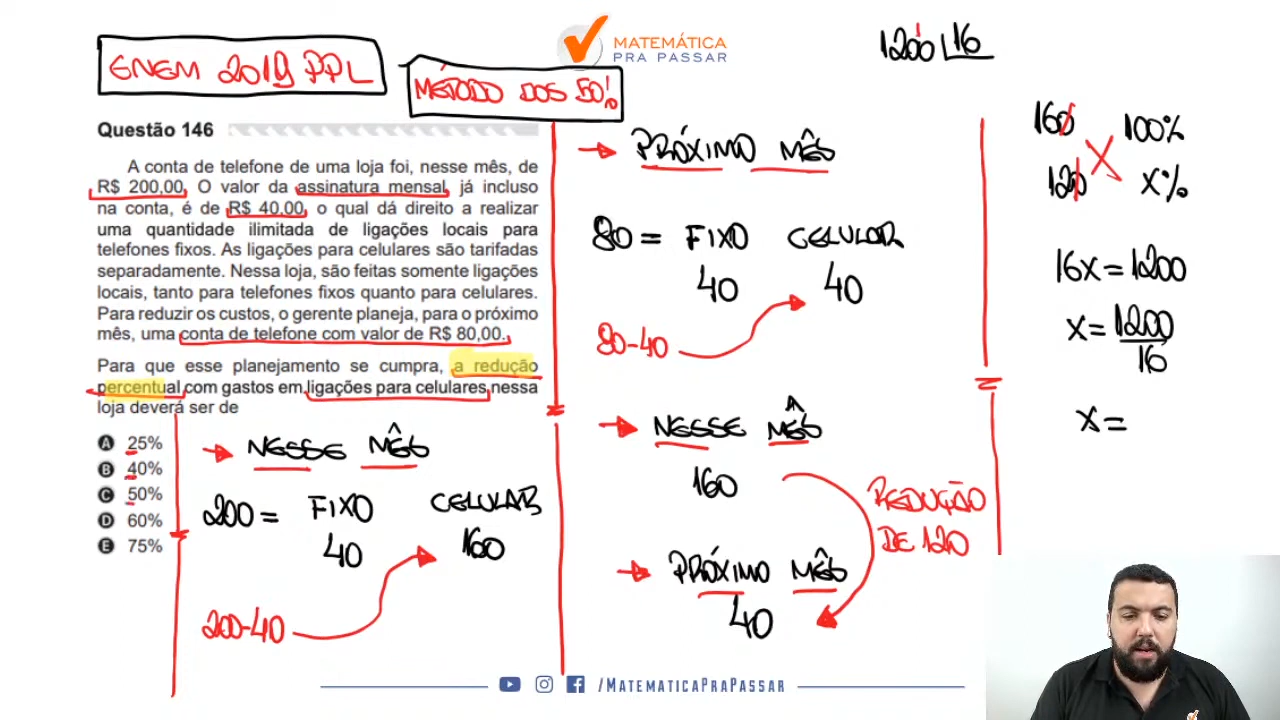 ENEM 2019 PPL
MÉTODO DOS 50%
MATEMÁTICA
PRA PASSAR
Questão 146
A conta de telefone de uma loja foi, nesse mês, de
R$ 200,00. O valor da assinatura mensal, já incluso
na conta, é de R$ 40,00, o qual dá direito a realizar
uma quantidade ilimitada de ligações locais para
telefones fixos. As ligações para celulares são tarifadas
separadamente. Nessa loja, são feitas somente ligações
locais, tanto para telefones fixos quanto para celulares.
Para reduzir os custos, o gerente planeja, para o próximo
mês, uma conta de telefone com valor de R$ 80,00.
Para que esse planejamento se cumpra, a redução
percentual com gastos em ligações para celulares nessa
loja deverá ser de
A 25%
B 40%
C 50%
D 60%
E 75%
NESSE MÊS
200 = FIXO CELULAR
40 160
200-40
PRÓXIMO MÊS
80 = FIXO CELULAR
40 40
80-40
NESSE MÊS
160
PRÓXIMO MÊS
40
REDUÇÃO
DE 120
1200 16
160 100%
120 X%
16X = 1200
X = 1200
16
X =
/MATEMATICAPRAPASSAR